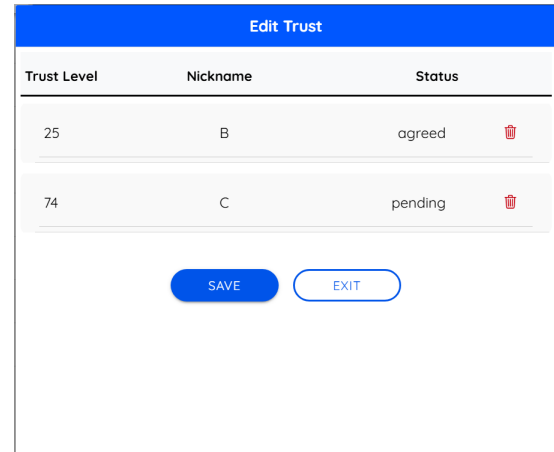 Edit Trust
Trust Level Nickname Status
25 B agreed
74 C pending
SAVE EXIT